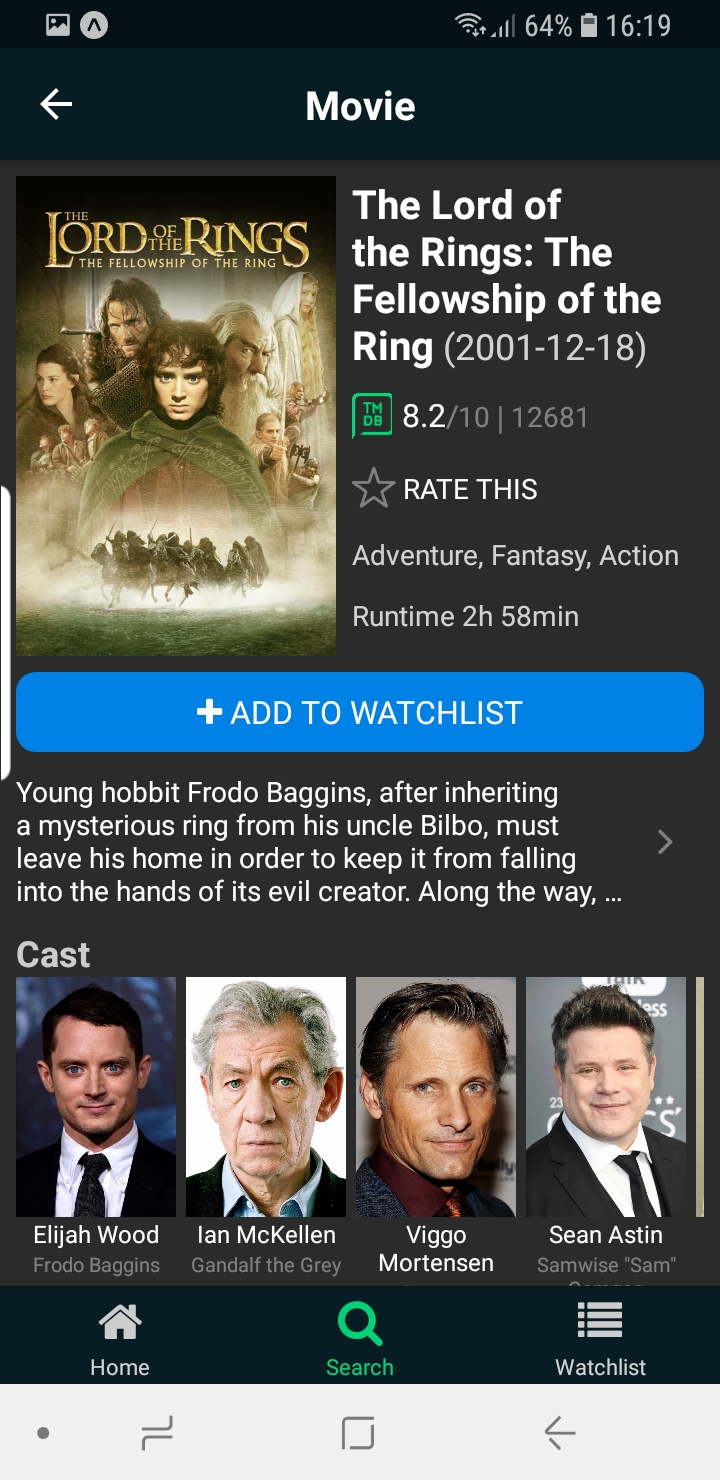 64% 16:19
Movie
THE
LORD OF
THE RINGS
THE FELLOWSHIP OF THE RING
The Lord of
the Rings: The
Fellowship of the
Ring (2001-12-18)
TM
DB
8.2/10 | 12681
RATE THIS
Adventure, Fantasy, Action
Runtime 2h 58min
ADD TO WATCHLIST
Young hobbit Frodo Baggins, after inheriting
a mysterious ring from his uncle Bilbo, must
leave his home in order to keep it from falling
into the hands of its evil creator. Along the way, ...
Cast
Elijah Wood
Frodo Baggins
Ian McKellen
Gandalf the Grey
Viggo
Mortensen
Sean Astin
Samwise "Sam"
Home
Search
Watchlist